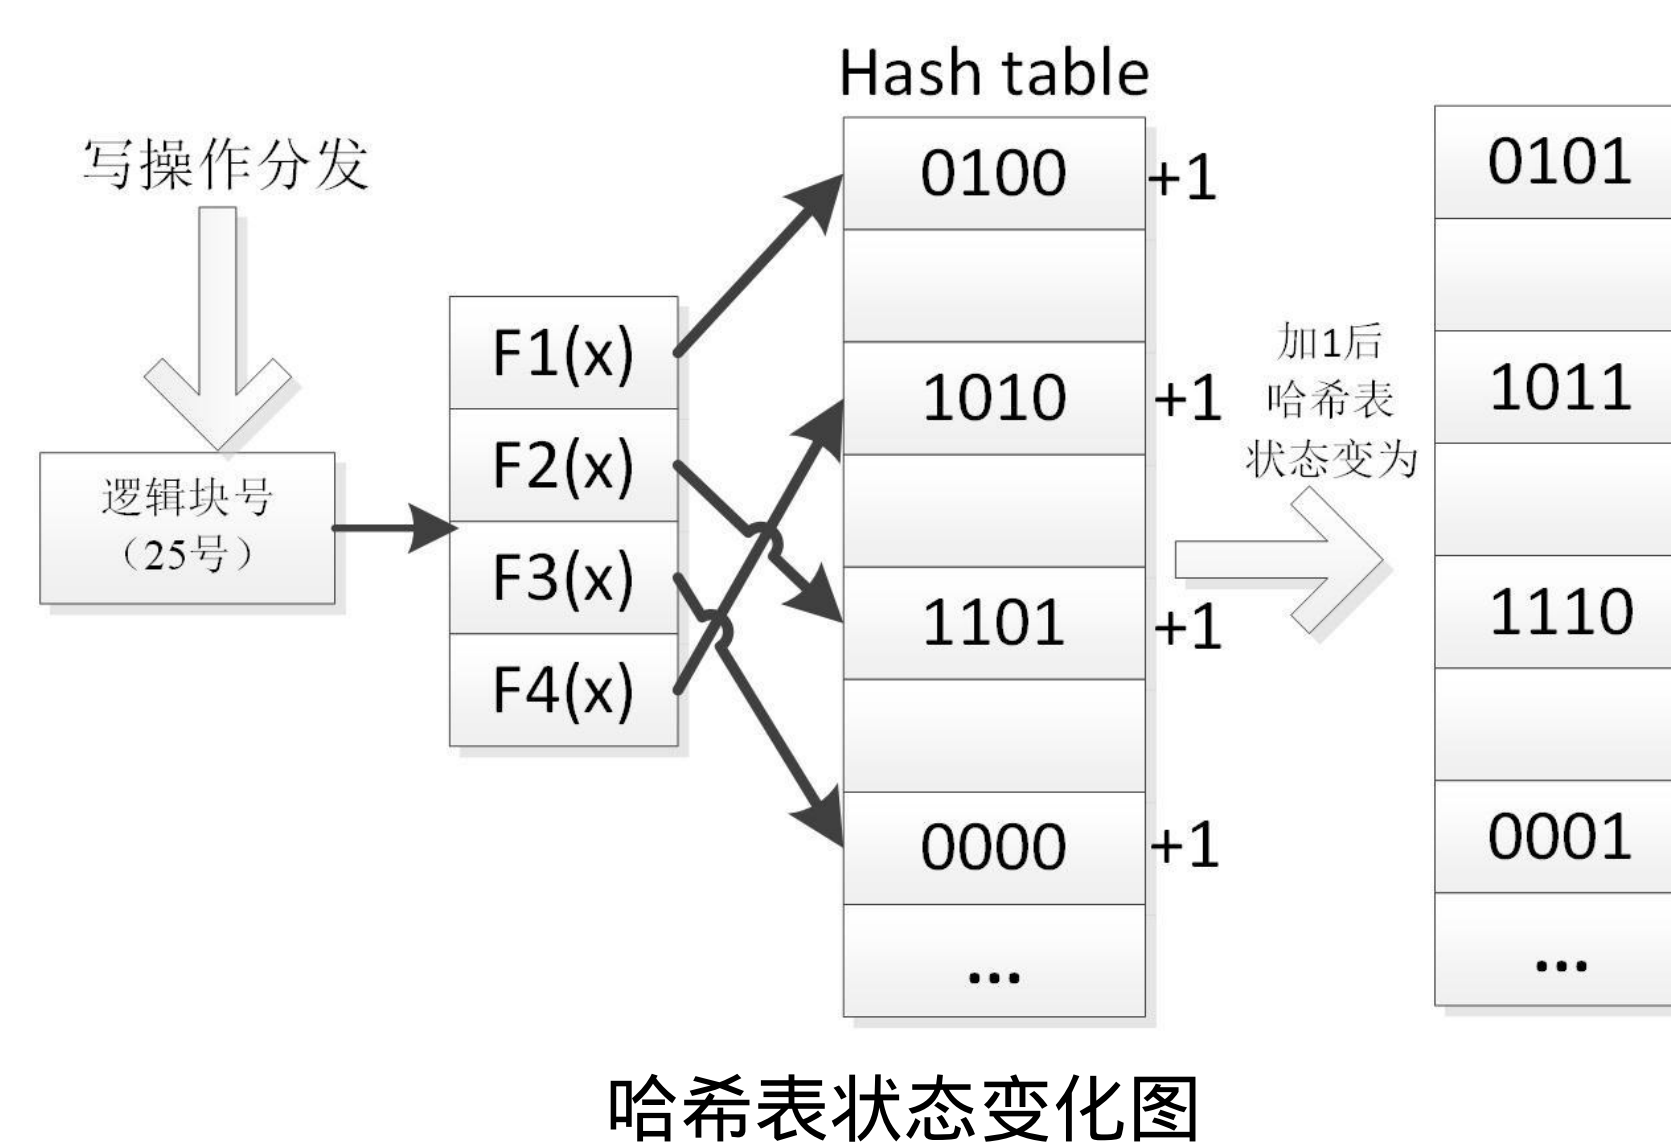 写操作分发
逻辑块号
（25号）
F1(x)
F2(x)
F3(x)
F4(x)
Hash table
0100
+1
1010
+1
1101
+1
0000
+1
...
加1后
哈希表
状态变为
0101
1011
1110
0001
...
哈希表状态变化图